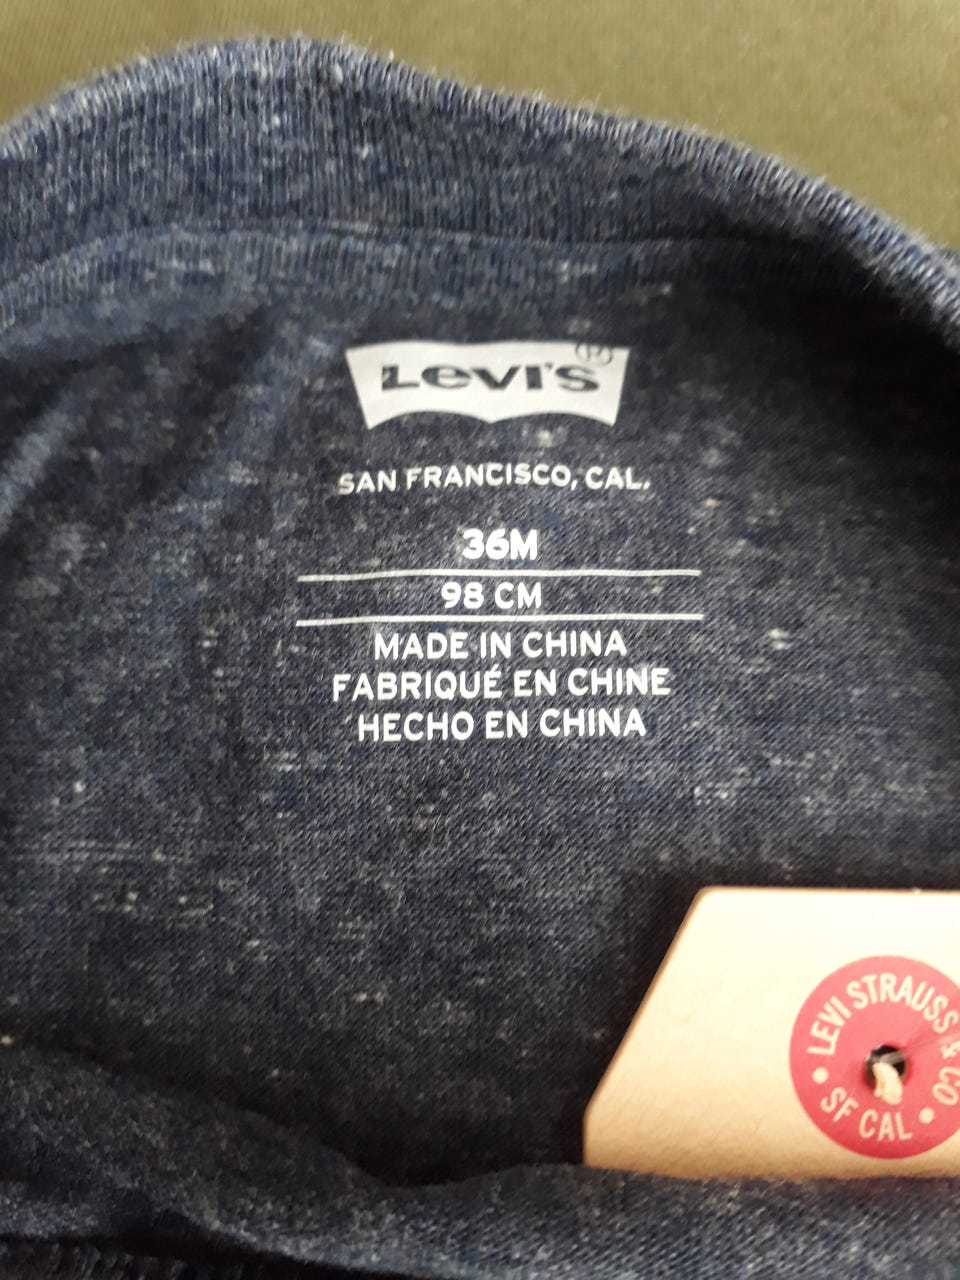 Levi's ®
SAN FRANCISCO, CAL.
36M
98 CM
MADE IN CHINA
FABRIQUÉ EN CHINE
HECHO EN CHINA
LEVI STRAUSS & CO
• SF CAL •